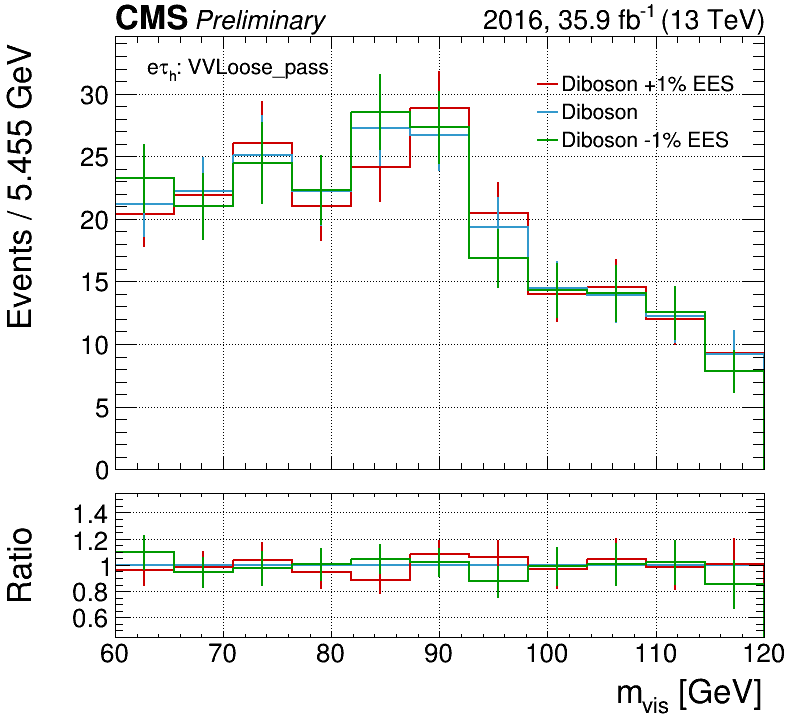 CMS Preliminary 2016, 35.9 fb⁻¹ (13 TeV)
eτₕ: VVLoose_pass
Diboson +1% EES
Diboson
Diboson -1% EES
Events / 5.455 GeV
30
25
20
15
10
5
0
Ratio
1.4
1.2
1
0.8
0.6
60 70 80 90 100 110 120
m_vis [GeV]